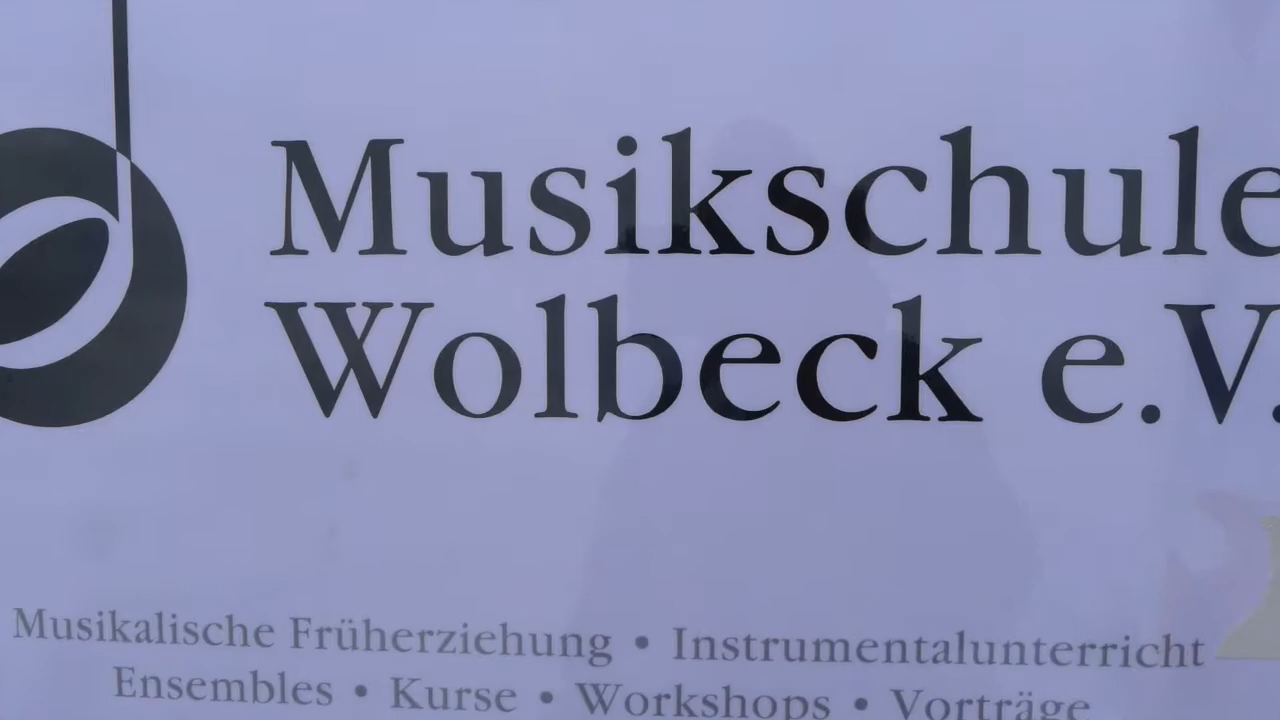 Musikschule
Wolbeck e.V.
Musikalische Früherziehung • Instrumentalunterricht
Ensembles • Kurse • Workshops • Vorträge